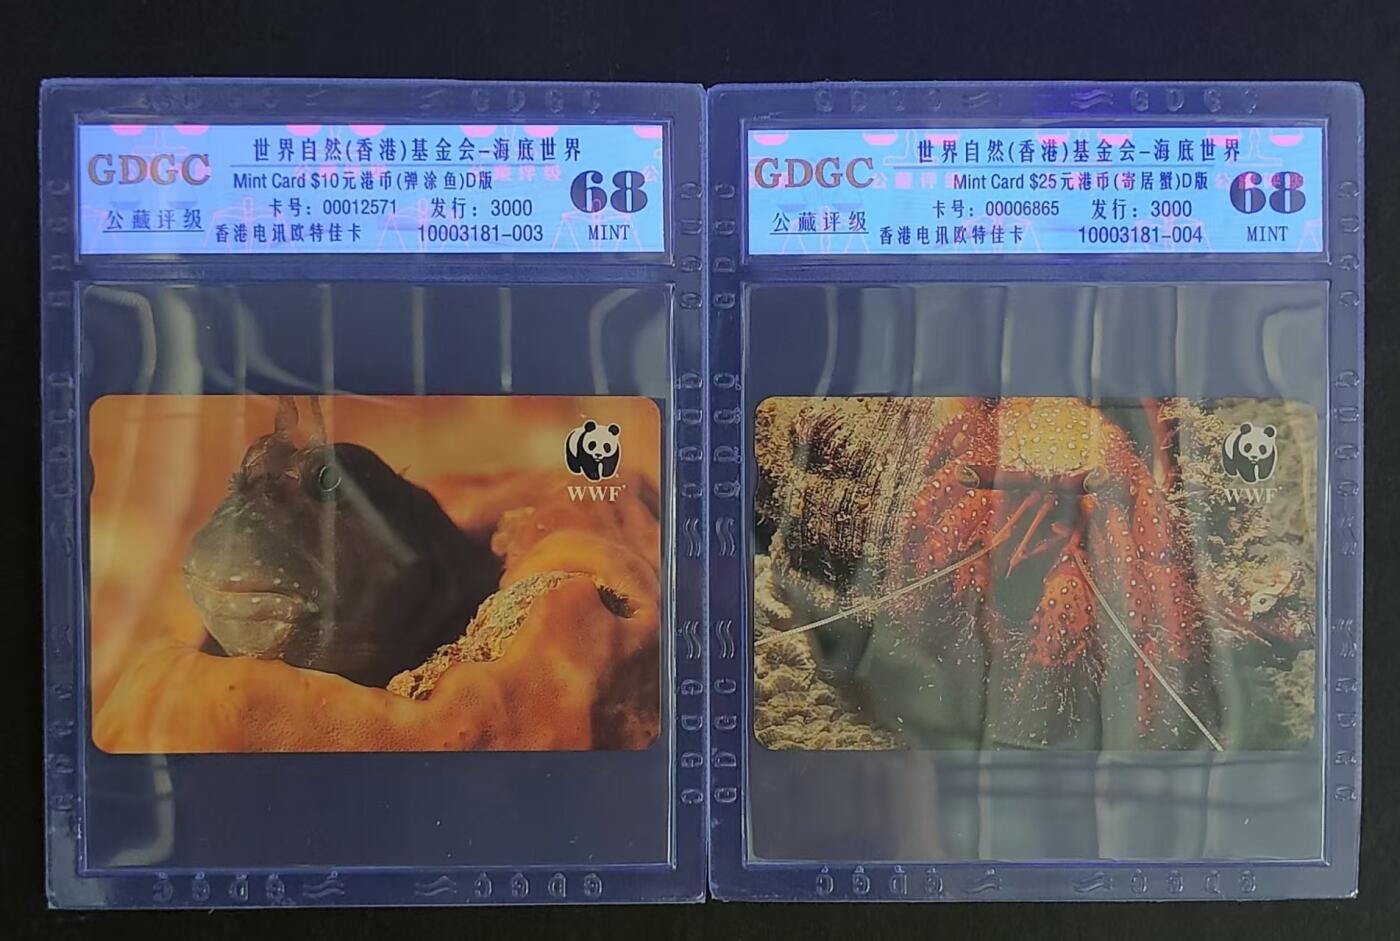 GDGC
公藏评级
世界自然(香港)基金会-海底世界
Mint Card $10元港币(弹涂鱼)D版
卡号：00012571 发行：3000
香港电讯欧特佳卡 10003181-003
68
MINT
WWF
GDGC
公藏评级
世界自然(香港)基金会-海底世界
Mint Card $25元港币(寄居蟹)D版
卡号：00006865 发行：3000
香港电讯欧特佳卡 10003181-004
68
MINT
WWF